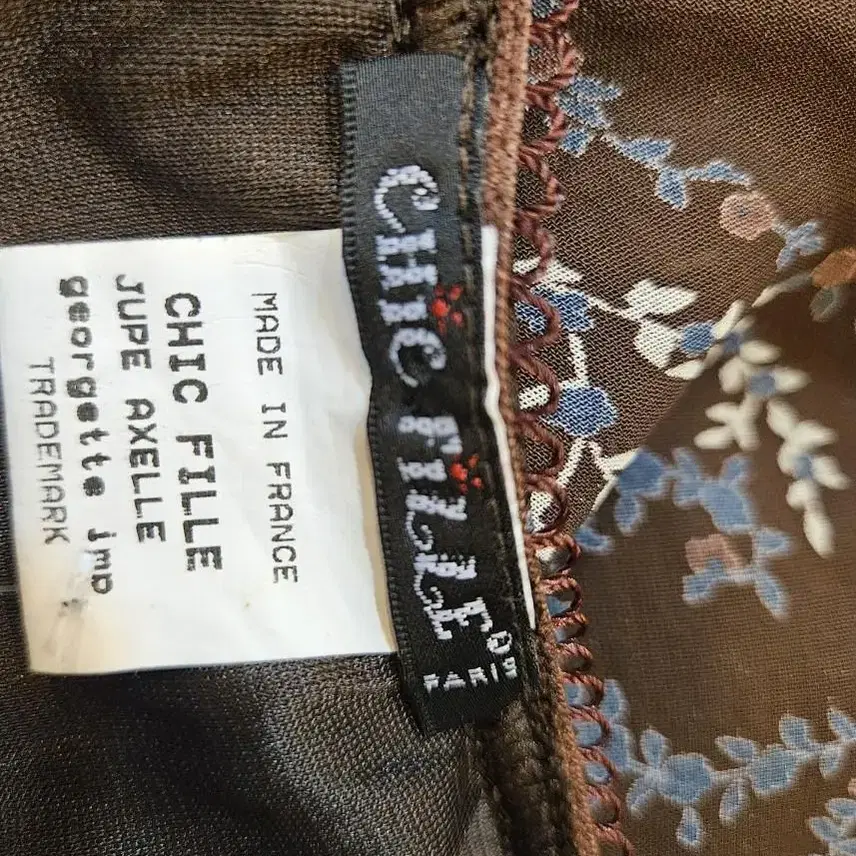 CHIC FILLE®
PARIS
MADE IN FRANCE
CHIC FILLE
JUPE AXELLE
georgette imp
TRADEMARK